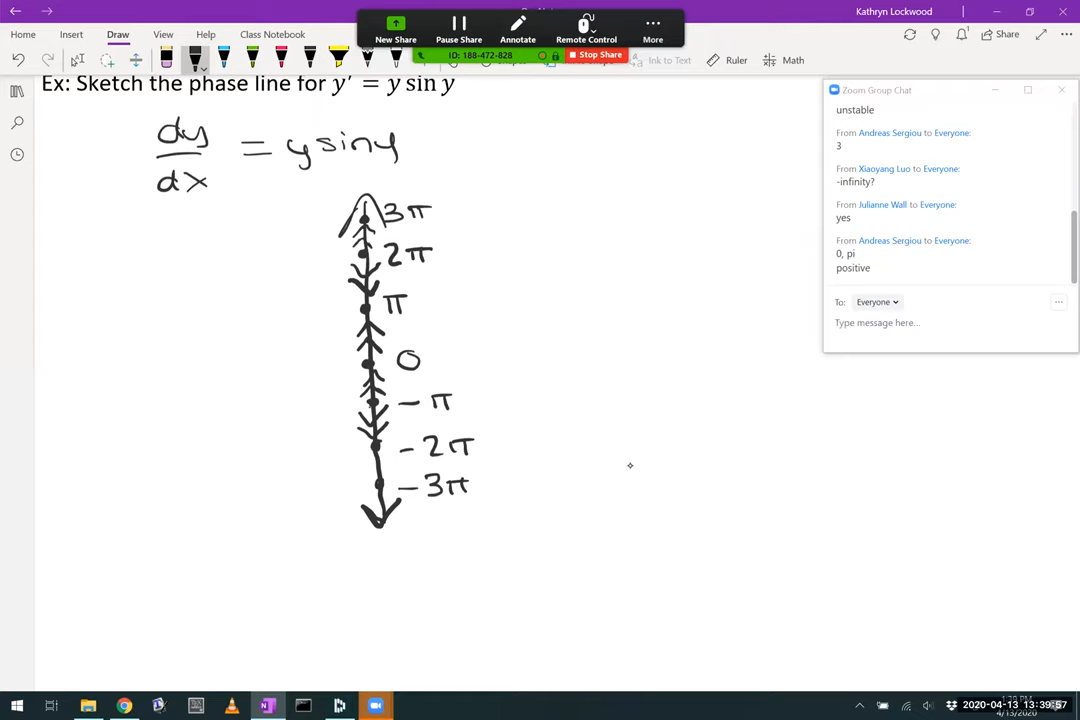 Kathryn Lockwood
Home Insert Draw View Help Class Notebook
New Share Pause Share Annotate Remote Control More
ID: 188-472-828 Stop Share
Share
Ink to Text Ruler Math
Ex: Sketch the phase line for y′ = y sin y
dy/dx = y sin y
3π
2π
π
0
-π
-2π
-3π
Zoom Group Chat
unstable
From Andreas Sergiou to Everyone:
3
From Xiaoyang Luo to Everyone:
-infinity?
From Julianne Wall to Everyone:
yes
From Andreas Sergiou to Everyone:
0, pi
positive
To: Everyone
Type message here...
2020-04-13 13:39:57